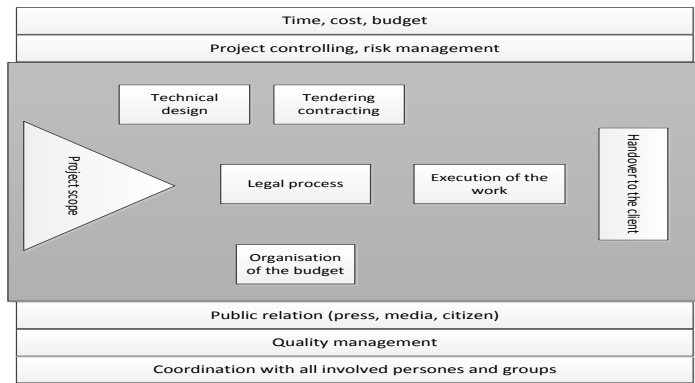 Time, cost, budget
Project controlling, risk management
Technical
design
Tendering
contracting
Project scope
Legal process
Execution of the
work
Handover to the client
Organisation
of the budget
Public relation (press, media, citizen)
Quality management
Coordination with all involved persones and groups